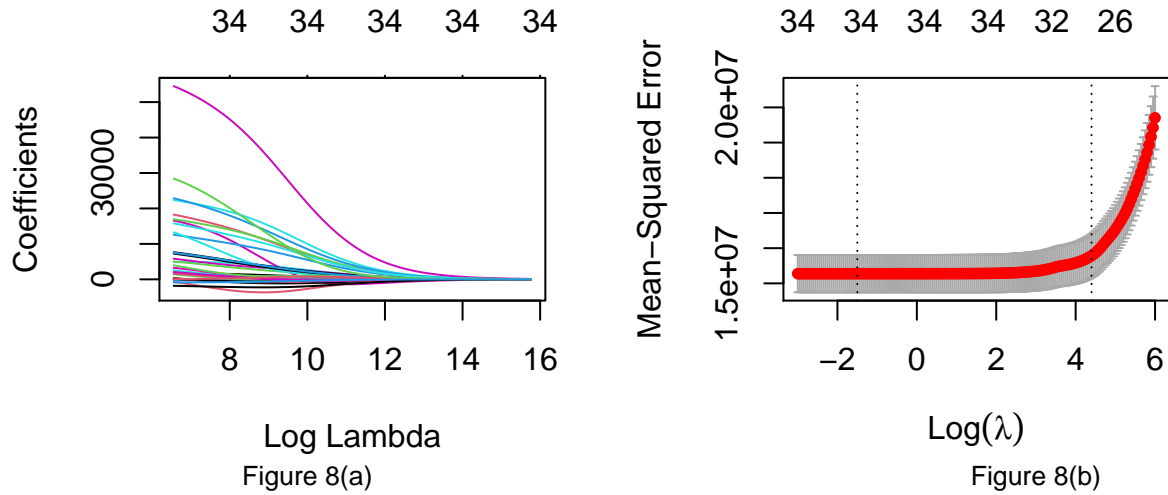 34 34 34 34 34
Coefficients
0 30000
8 10 12 14 16
Log Lambda
Figure 8(a)
34 34 34 34 32 26
Mean−Squared Error
1.5e+07 2.0e+07
−2 0 2 4 6
Log(λ)
Figure 8(b)